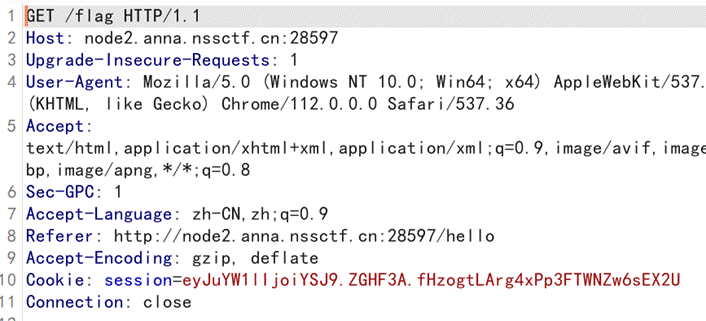 1 GET /flag HTTP/1.1
2 Host: node2.anna.nssctf.cn:28597
3 Upgrade-Insecure-Requests: 1
4 User-Agent: Mozilla/5.0 (Windows NT 10.0; Win64; x64) AppleWebKit/537.
(KHTML, like Gecko) Chrome/112.0.0.0 Safari/537.36
5 Accept:
text/html,application/xhtml+xml,application/xml;q=0.9,image/avif,image
bp,image/apng,*/*;q=0.8
6 Sec-GPC: 1
7 Accept-Language: zh-CN,zh;q=0.9
8 Referer: http://node2.anna.nssctf.cn:28597/hello
9 Accept-Encoding: gzip, deflate
10 Cookie: session=eyJuYW1lIjoiYSJ9.ZGHF3A.fHzogtLArg4xPp3FTWNZw6sEX2U
11 Connection: close